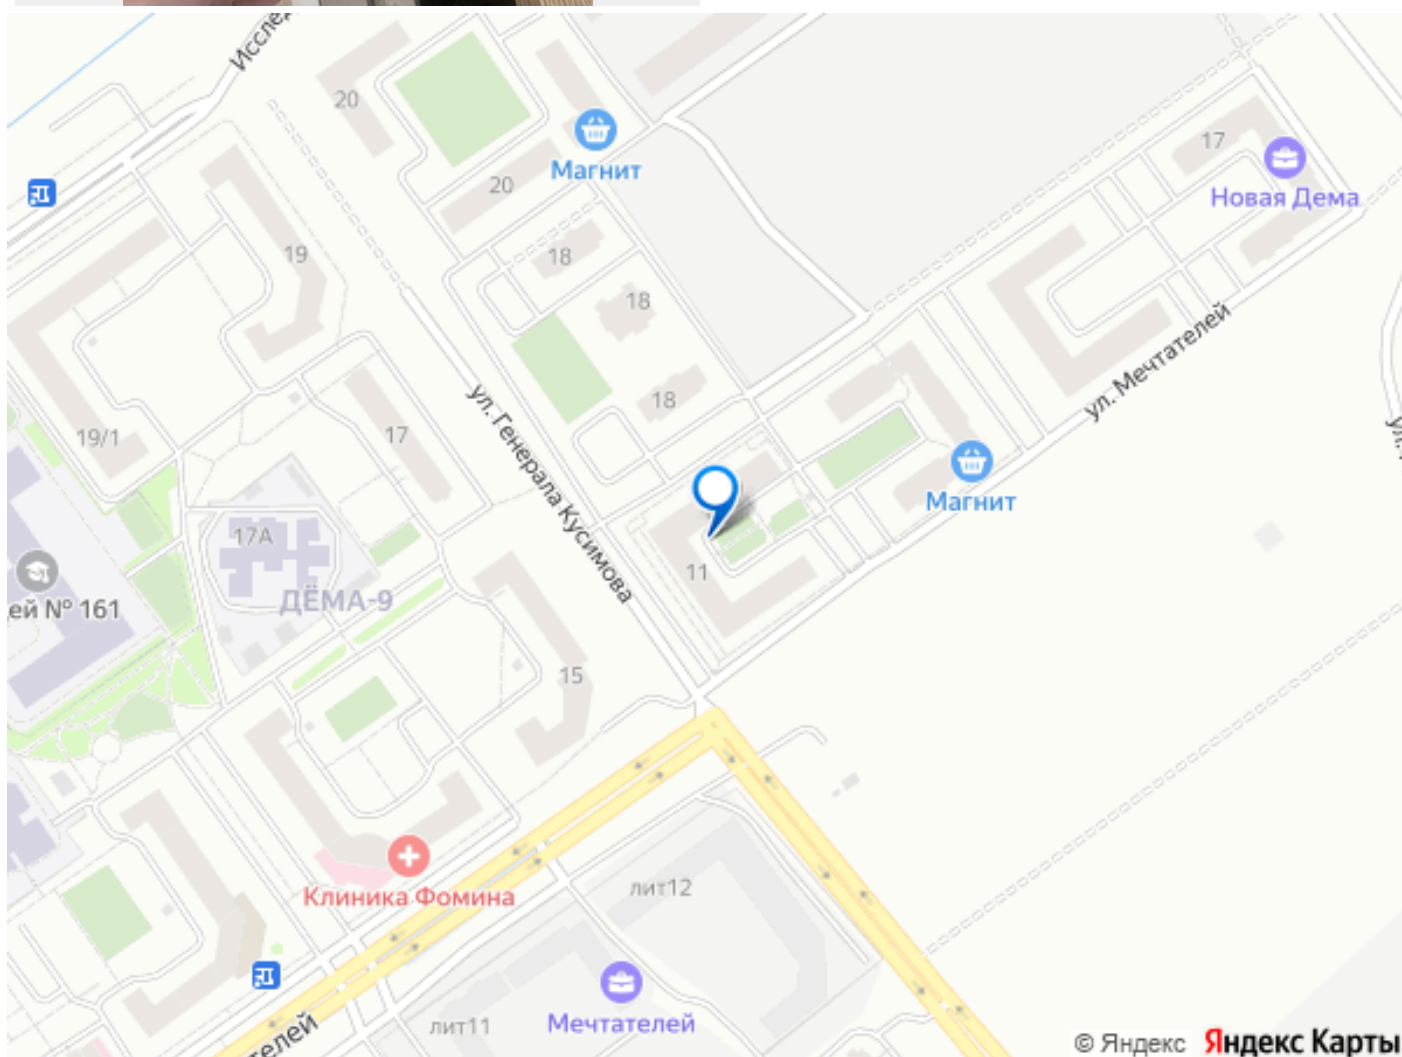 Исслед
20
Магнит
20
17
Новая Дема
19
18
18
18
ул. Мечтателей
ул. Генерала Кусимова
19/1
17
Магнит
17А
ДЁМА-9
11
ей № 161
15
Клиника Фомина
лит12
Мечтателей
лит11
телей
© Яндекс Яндекс Карты